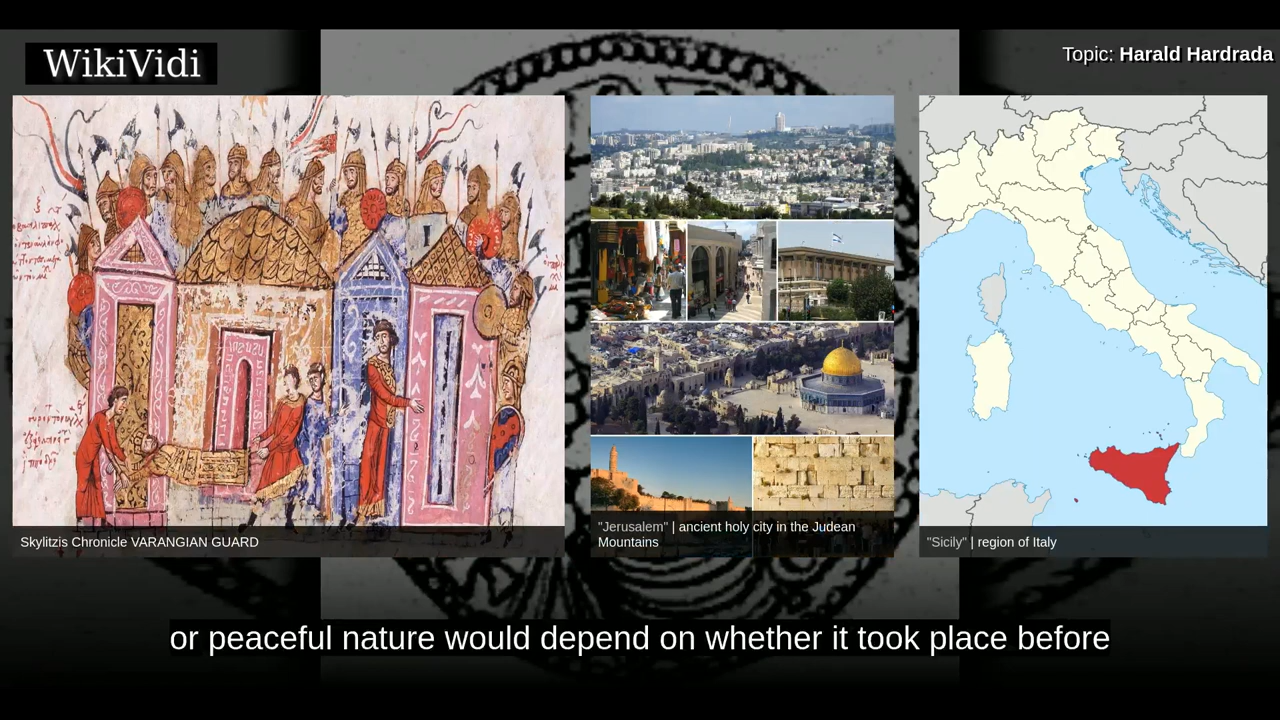 WikiVidi
Topic: Harald Hardrada
Skylitzis Chronicle VARANGIAN GUARD
"Jerusalem" | ancient holy city in the Judean
Mountains
"Sicily" | region of Italy
or peaceful nature would depend on whether it took place before